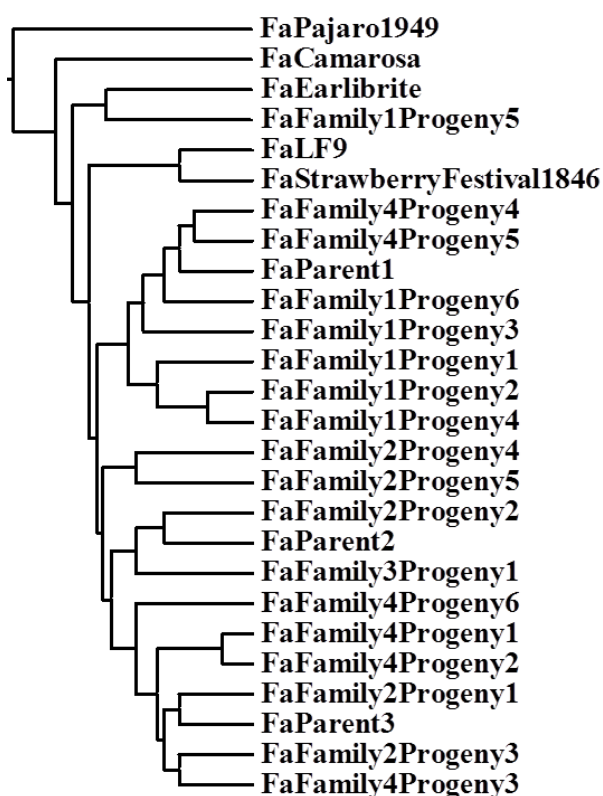 FaPajaro1949
FaCamarosa
FaEarlibrite
FaFamily1Progeny5
FaLF9
FaStrawberryFestival1846
FaFamily4Progeny4
FaFamily4Progeny5
FaParent1
FaFamily1Progeny6
FaFamily1Progeny3
FaFamily1Progeny1
FaFamily1Progeny2
FaFamily1Progeny4
FaFamily2Progeny4
FaFamily2Progeny5
FaFamily2Progeny2
FaParent2
FaFamily3Progeny1
FaFamily4Progeny6
FaFamily4Progeny1
FaFamily4Progeny2
FaFamily2Progeny1
FaParent3
FaFamily2Progeny3
FaFamily4Progeny3